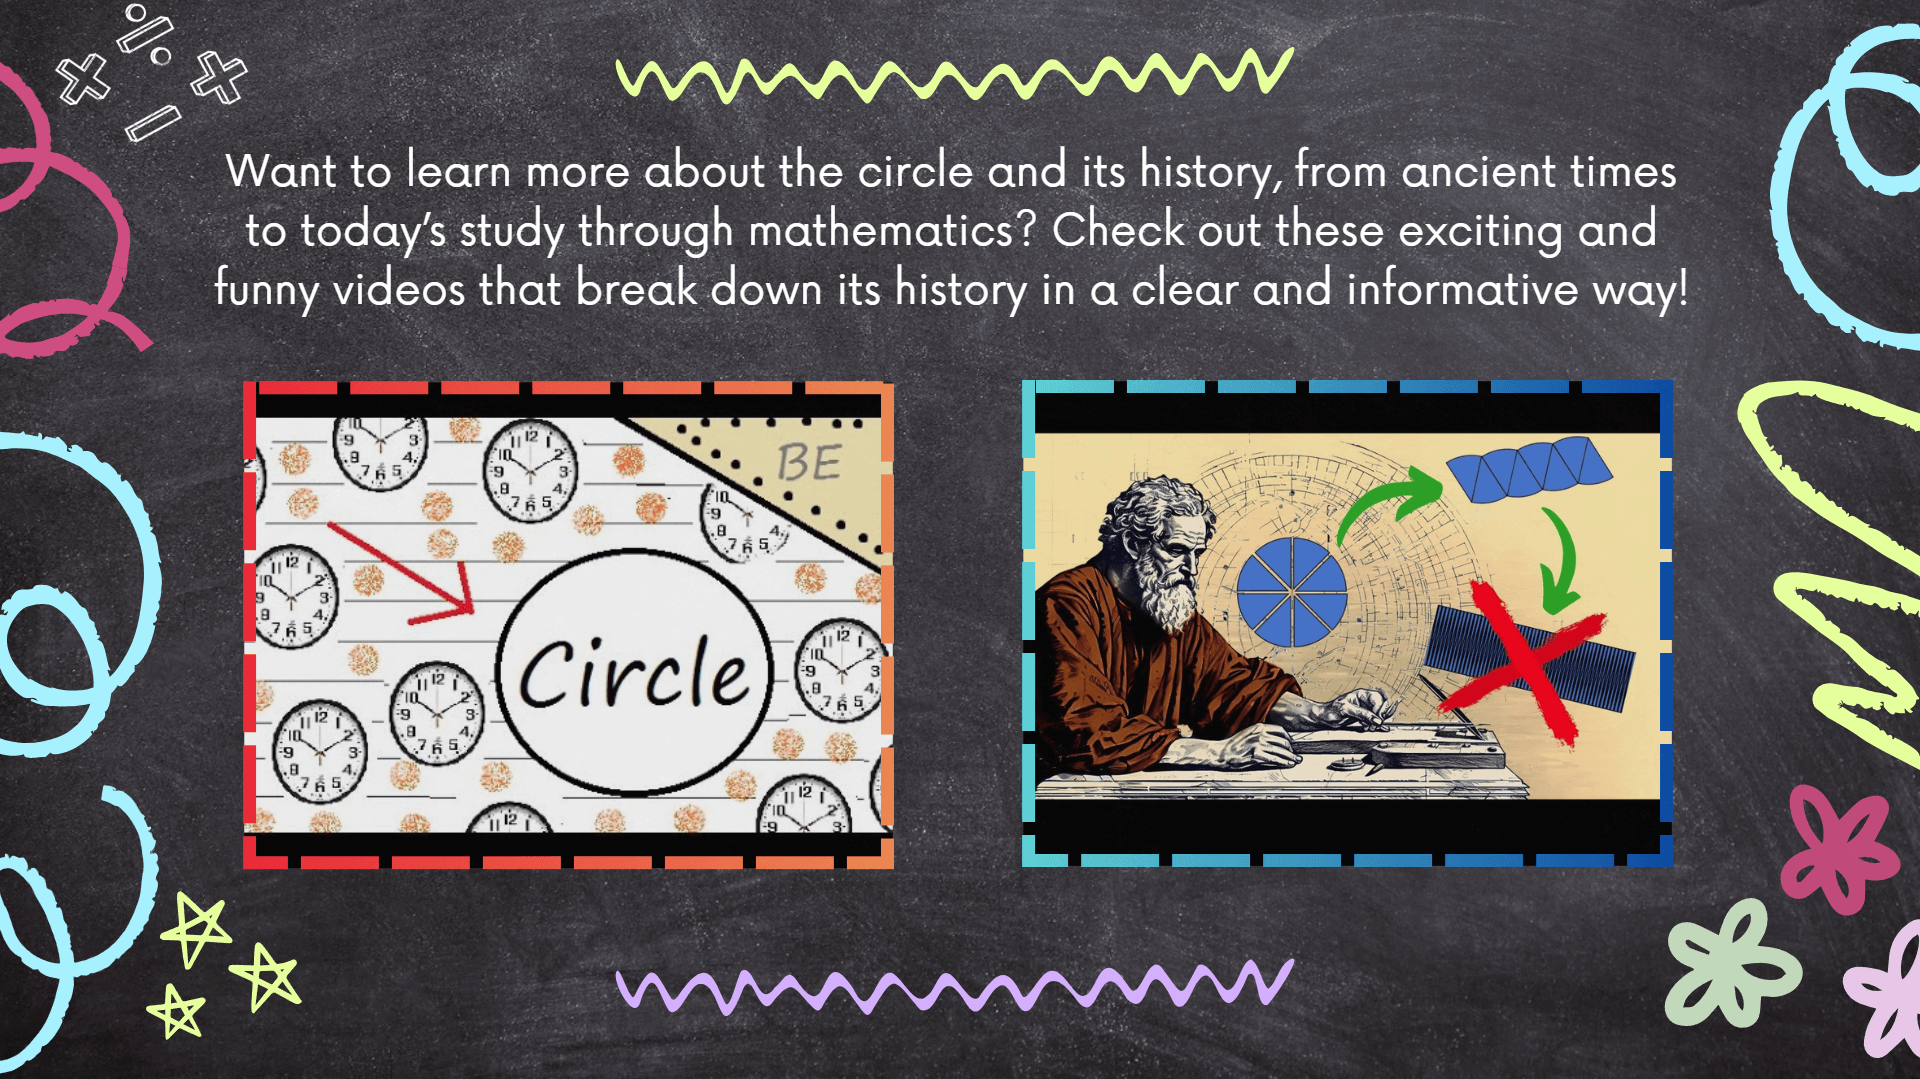 Want to learn more about the circle and its history, from ancient times
to today’s study through mathematics? Check out these exciting and
funny videos that break down its history in a clear and informative way!
BE
Circle